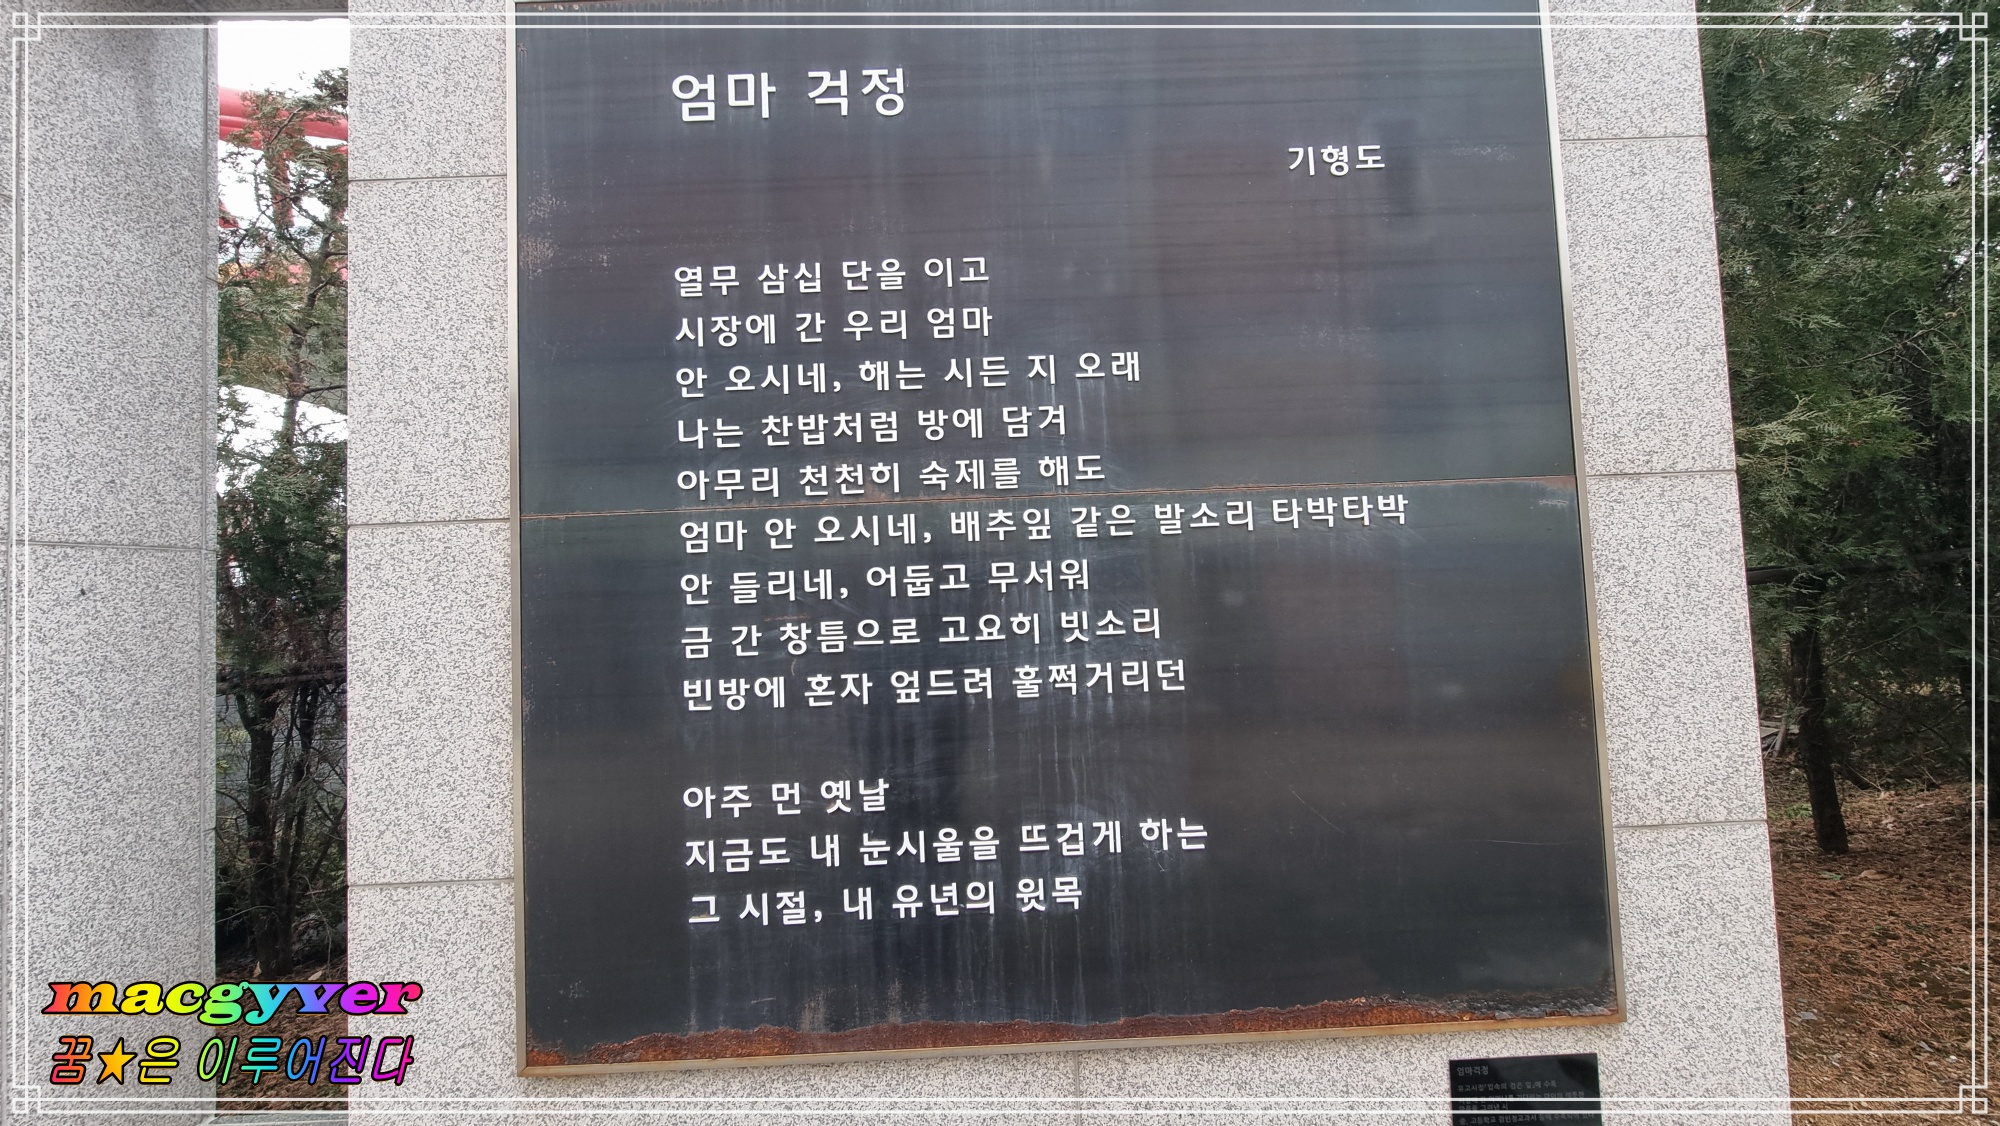 엄마 걱정
기형도
열무 삼십 단을 이고
시장에 간 우리 엄마
안 오시네, 해는 시든 지 오래
나는 찬밥처럼 방에 담겨
아무리 천천히 숙제를 해도
엄마 안 오시네, 배추잎 같은 발소리 타박타박
안 들리네, 어둡고 무서워
금 간 창틈으로 고요히 빗소리
빈방에 혼자 엎드려 훌쩍거리던
아주 먼 옛날
지금도 내 눈시울을 뜨겁게 하는
그 시절, 내 유년의 윗목
macgyver
꿈★은 이루어진다
엄마걱정